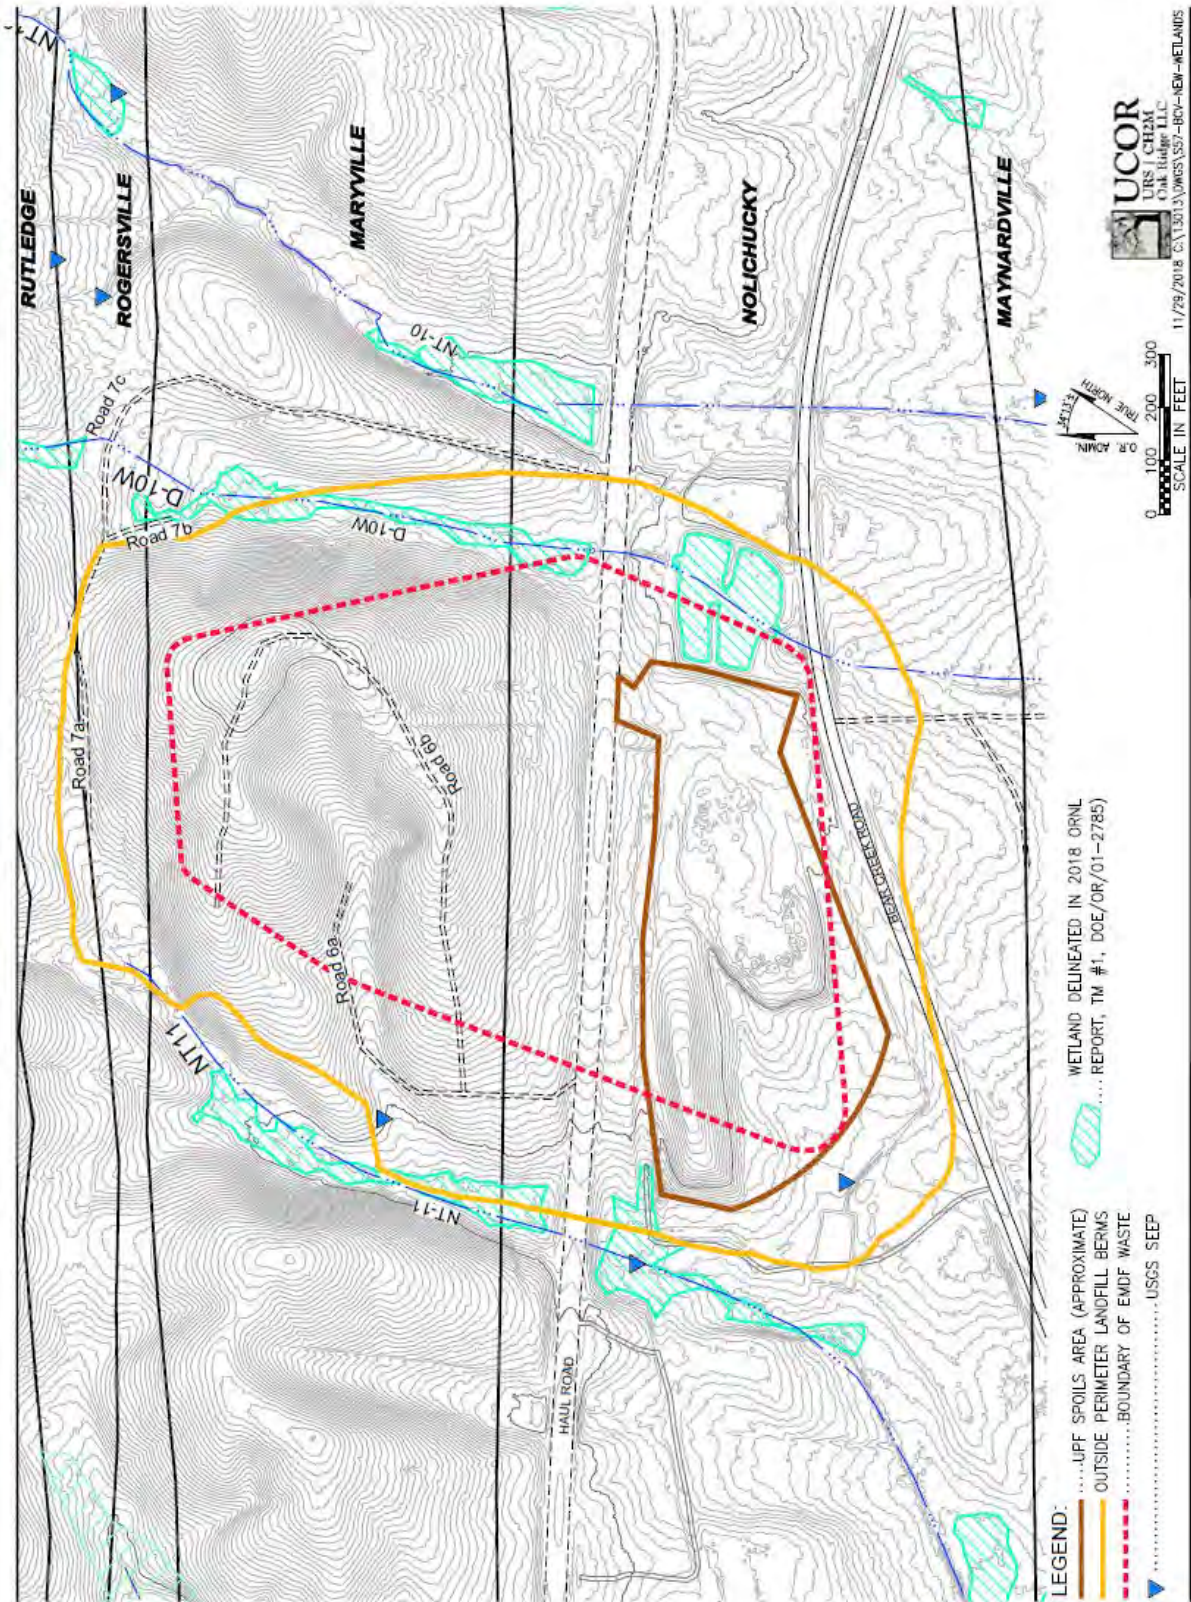 NT-11
NT11
Road 6a
Road 7a
Road 6b
Road 7b
Road 7c
D-10W
D-10W
NT-10
RUTLEDGE
ROGERSVILLE
MARYVILLE
NOLICHUCKY
MAYNARDVILLE
HAUL ROAD
BEAR CREEK ROAD
LEGEND:
.....UPF SPOILS AREA (APPROXIMATE)
OUTSIDE PERIMETER LANDFILL BERMS
.........BOUNDARY OF EMDF WASTE
....................USGS SEEP
WETLAND DELINEATED IN 2018 ORNL
.... REPORT, TM #1, DOE/OR/01-2785)
0 100 200 300
SCALE IN FEET
O.R. ADMIN.
TRUE NORTH
UCOR
URS | CH2M
Oak Ridge LLC
11/29/2018 C:\13013\DWGS\S57-BCV-NEW-WETLANDS